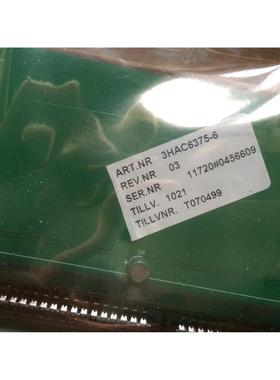 ART.NR 3HAC6375-6
REV.NR 03
SER.NR 11720#0456609
TILLV. 1021
TILLVNR. T070499